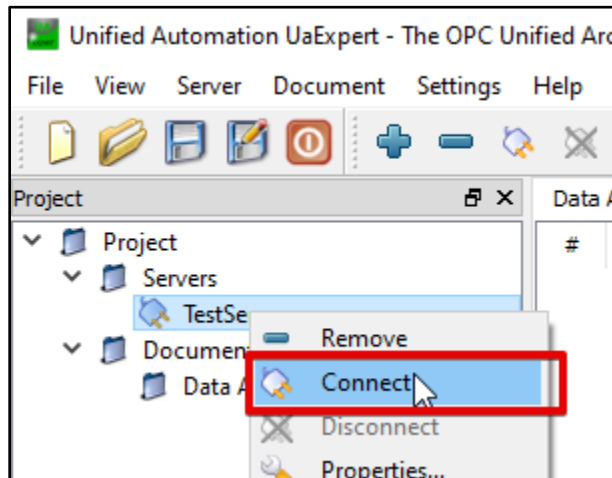 Unified Automation UaExpert - The OPC Unified Arc
File View Server Document Settings Help
Project
Data A
Project
#
Servers
TestSe
Remove
Documen
Connect
Data A
Disconnect
Properties...